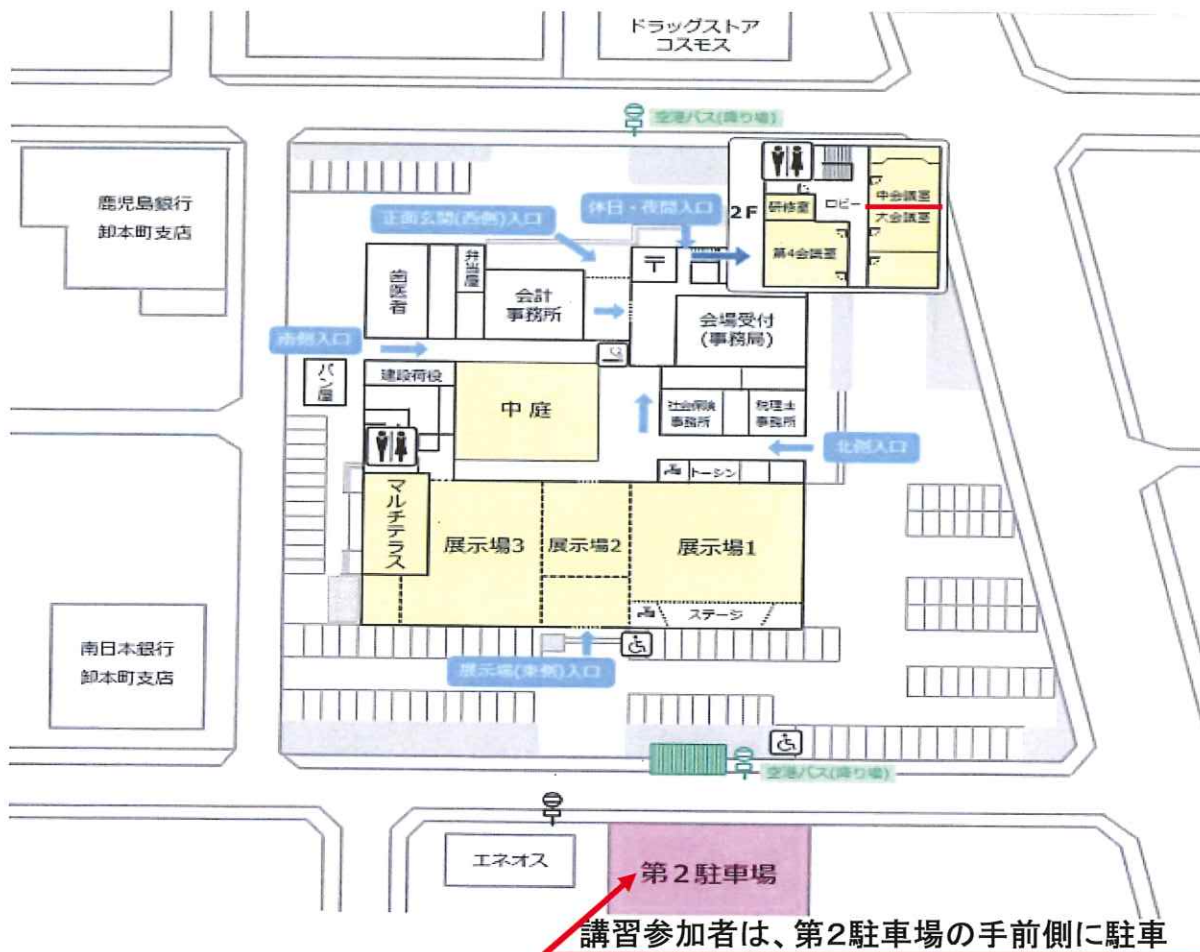 ドラッグストア
コスモス
空港バス(降り場)
鹿児島銀行
卸本町支店
正面玄関(西側)入口
休日・夜間入口
2F
研修室
ロビー
中会議室
大会議室
第4会議室
歯医者
弁当屋
会計
事務所
〒
会場受付
(事務局)
南側入口
パン屋
建設荷役
中庭
社会保険
事務所
税理士
事務所
北側入口
トーシン
マルチテラス
展示場3
展示場2
展示場1
ステージ
南日本銀行
卸本町支店
展示場(東側)入口
空港バス(降り場)
エネオス
第2駐車場
講習参加者は、第2駐車場の手前側に駐車